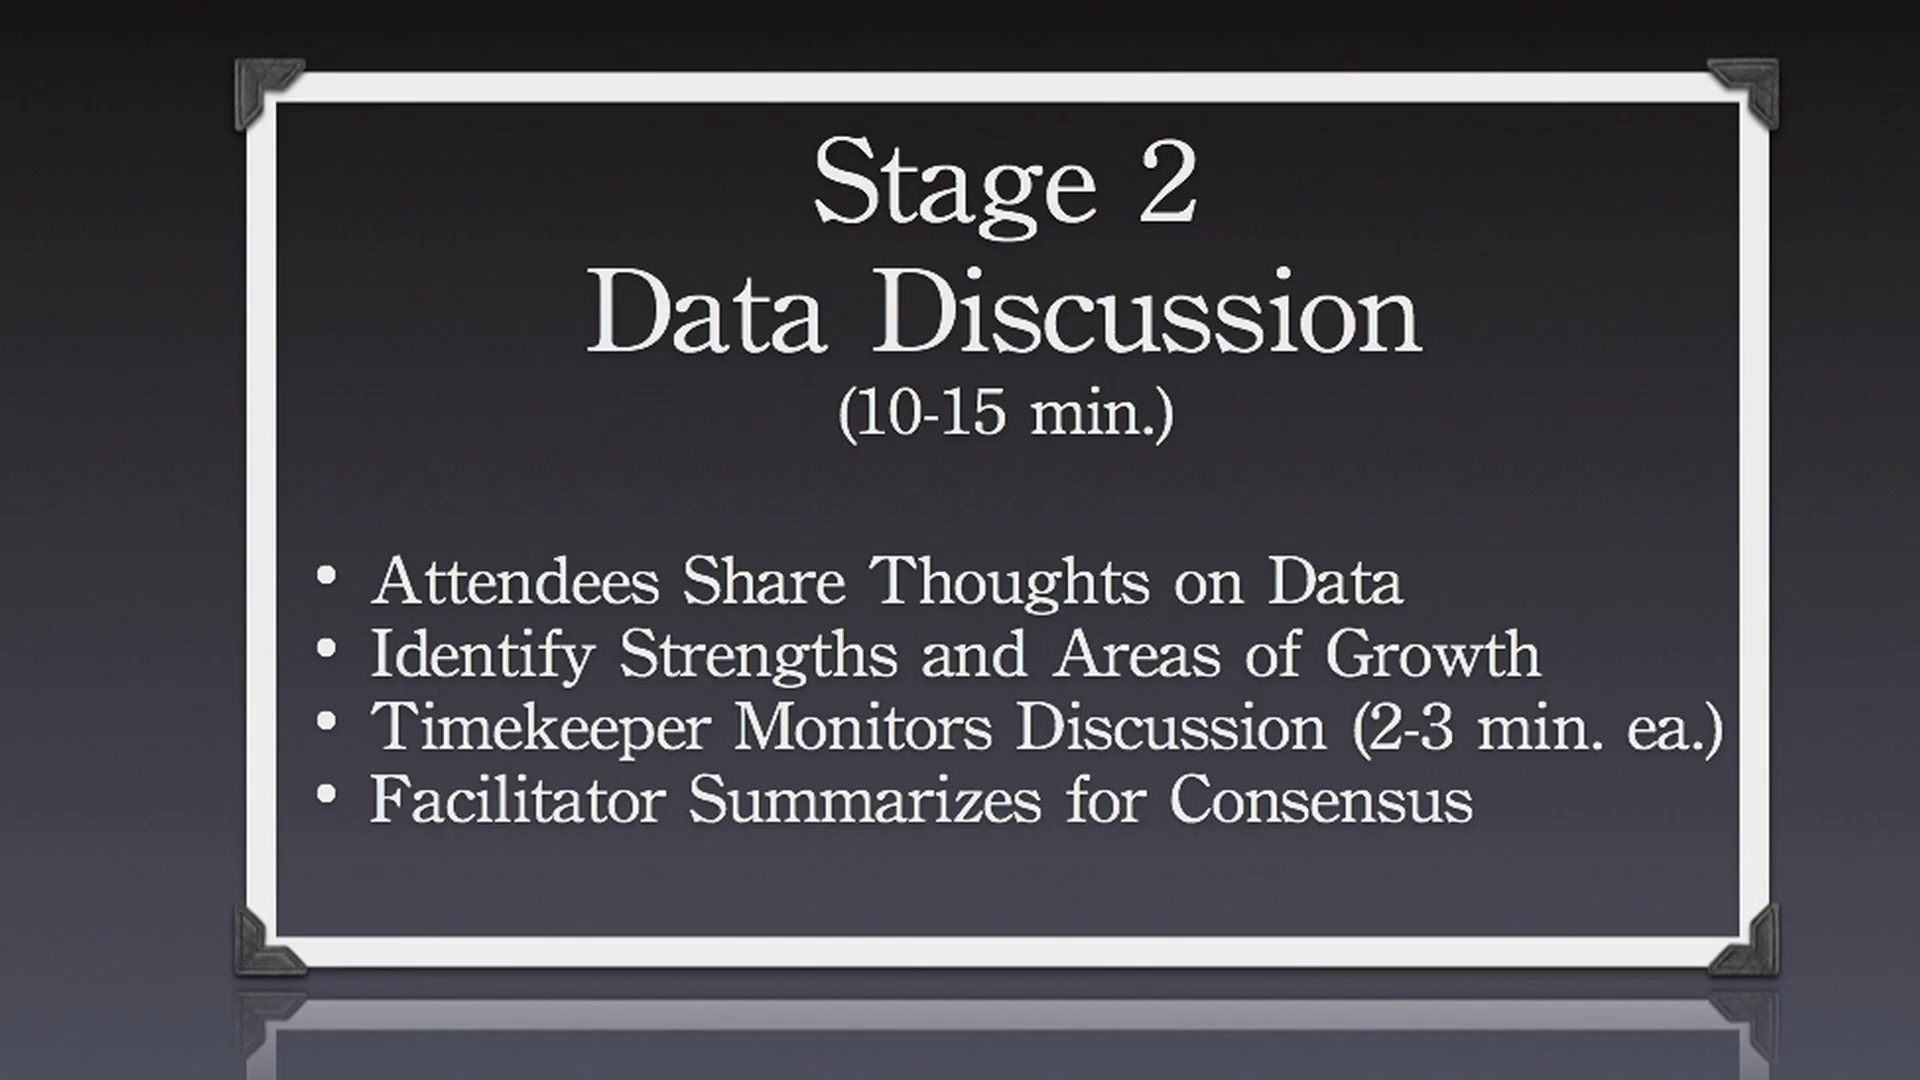 Stage 2
Data Discussion
(10-15 min.)
• Attendees Share Thoughts on Data
• Identify Strengths and Areas of Growth
• Timekeeper Monitors Discussion (2-3 min. ea.)
• Facilitator Summarizes for Consensus